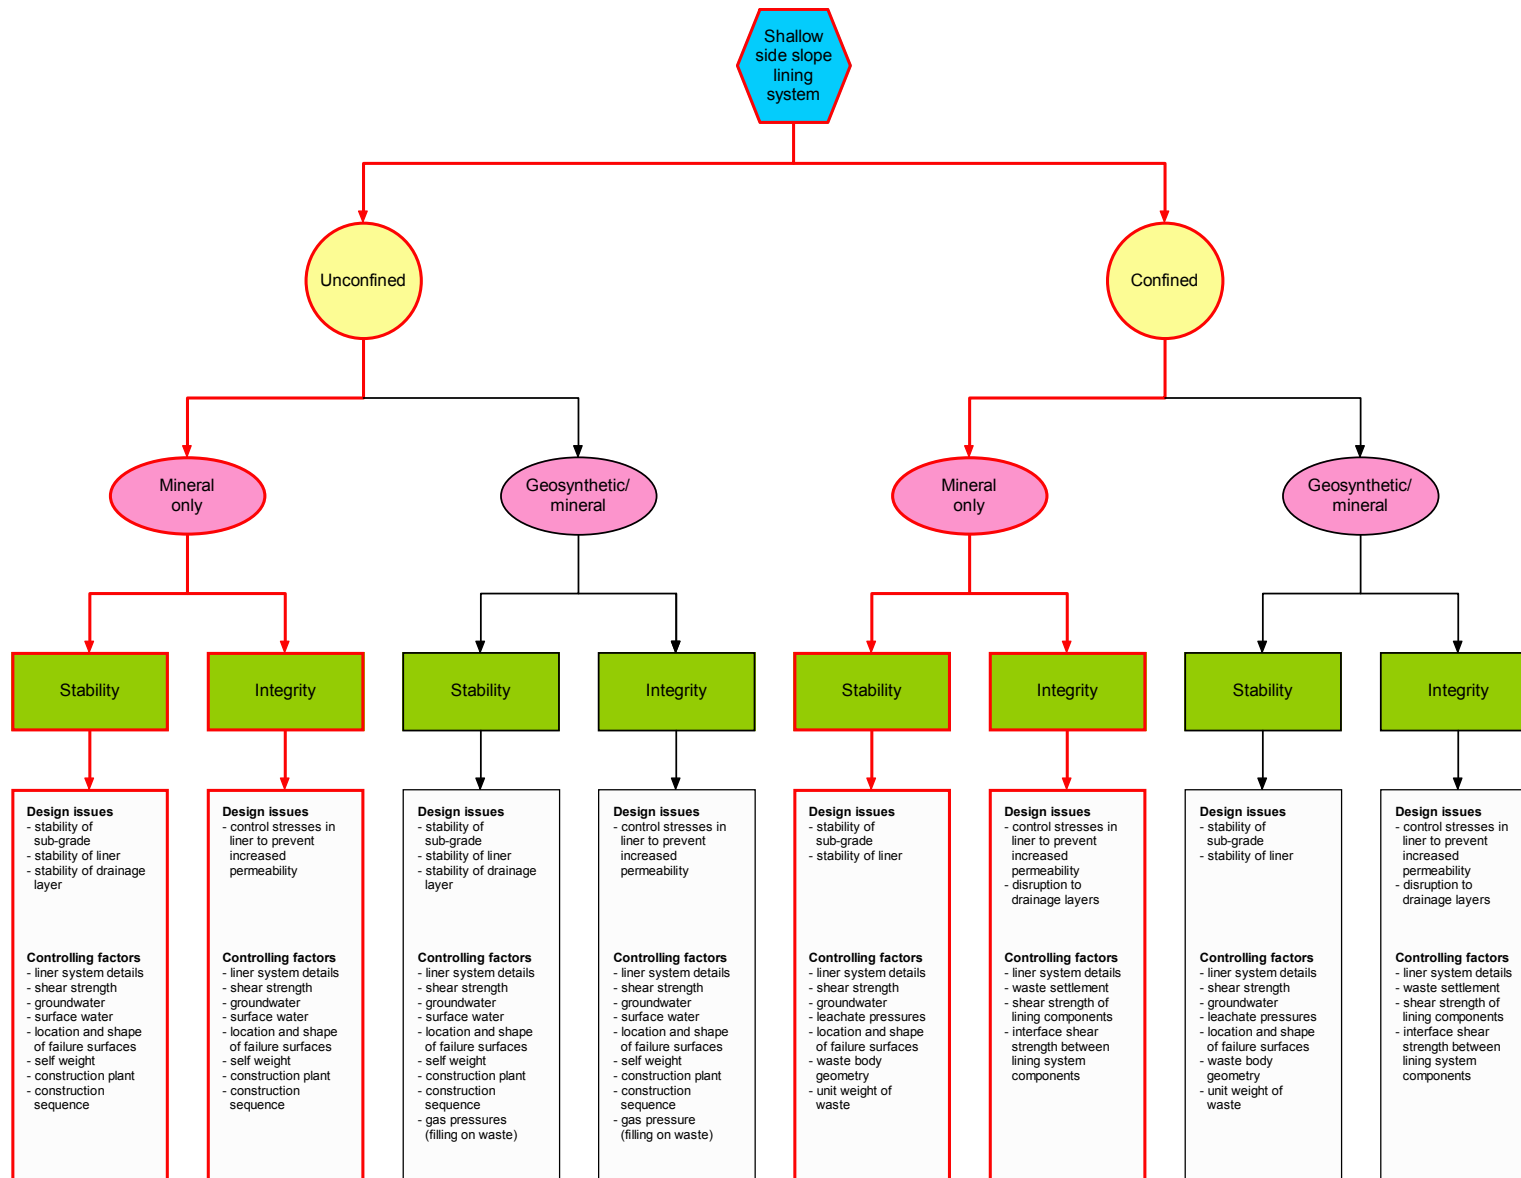 Shallow
side slope
lining
system
Unconfined
Confined
Mineral
only
Geosynthetic/
mineral
Mineral
only
Geosynthetic/
mineral
Stability
Integrity
Stability
Integrity
Stability
Integrity
Stability
Integrity
Design issues
- stability of
sub-grade
- stability of liner
- stability of drainage
layer
Controlling factors
- liner system details
- shear strength
- groundwater
- surface water
- location and shape
of failure surfaces
- self weight
- construction plant
- construction
sequence
Design issues
- control stresses in
liner to prevent
increased
permeability
Controlling factors
- liner system details
- shear strength
- groundwater
- surface water
- location and shape
of failure surfaces
- self weight
- construction plant
- construction
sequence
Design issues
- stability of
sub-grade
- stability of liner
- stability of drainage
layer
Controlling factors
- liner system details
- shear strength
- groundwater
- surface water
- location and shape
of failure surfaces
- self weight
- construction plant
- construction
sequence
- gas pressures
(filling on waste)
Design issues
- control stresses in
liner to prevent
increased
permeability
Controlling factors
- liner system details
- shear strength
- groundwater
- surface water
- location and shape
of failure surfaces
- self weight
- construction plant
- construction
sequence
- gas pressure
(filling on waste)
Design issues
- stability of
sub-grade
- stability of liner
Controlling factors
- liner system details
- shear strength
- groundwater
- leachate pressures
- location and shape
of failure surfaces
- waste body
geometry
- unit weight of
waste
Design issues
- control stresses in
liner to prevent
increased
permeability
- disruption to
drainage layers
Controlling factors
- liner system details
- waste settlement
- shear strength of
lining components
- interface shear
strength between
lining system
components
Design issues
- stability of
sub-grade
- stability of liner
Controlling factors
- liner system details
- shear strength
- groundwater
- leachate pressures
- location and shape
of failure surfaces
- waste body
geometry
- unit weight of
waste
Design issues
- control stresses in
liner to prevent
increased
permeability
- disruption to
drainage layers
Controlling factors
- liner system details
- waste settlement
- shear strength of
lining components
- interface shear
strength between
lining system
components